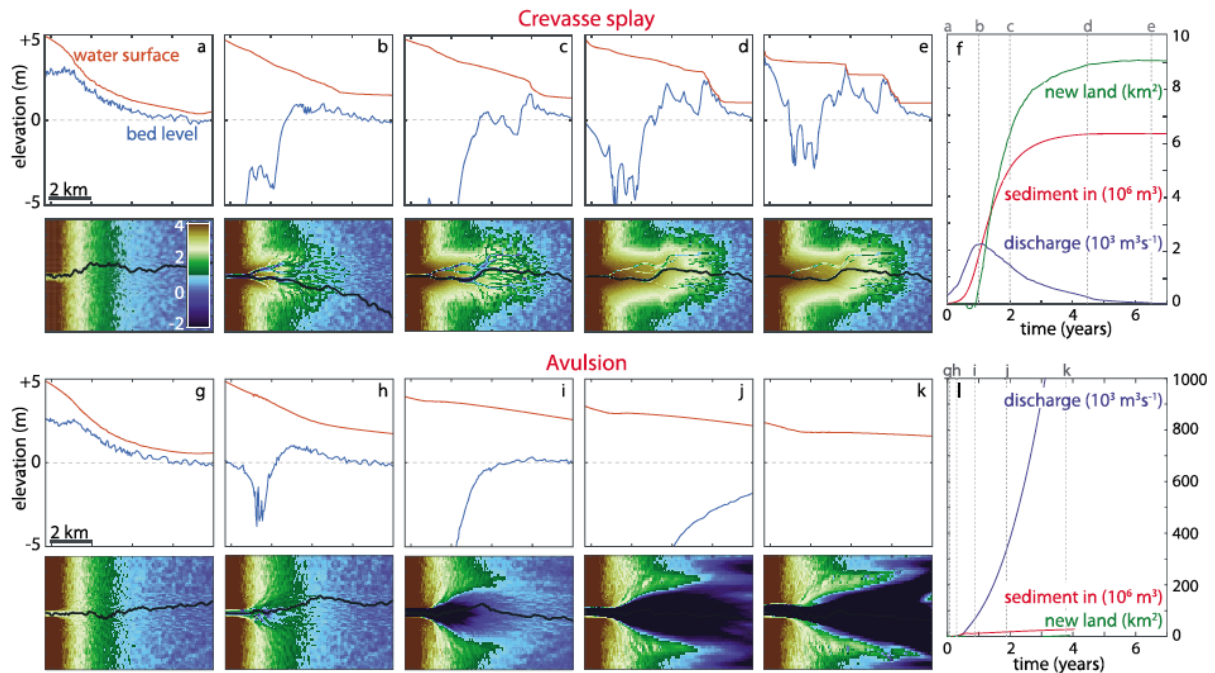 Crevasse splay
+5
0
-5
elevation (m)
water surface
bed level
2 km
a
b
c
d
e
4
2
0
-2
a b c d e
f
new land (km²)
sediment in (10⁶ m³)
discharge (10³ m³s⁻¹)
10
8
6
4
2
0
0 2 4 6
time (years)
Avulsion
+5
0
-5
elevation (m)
2 km
g
h
i
j
k
gh i j k
l
discharge (10³ m³s⁻¹)
sediment in (10⁶ m³)
new land (km²)
1000
800
600
400
200
0
0 2 4 6
time (years)